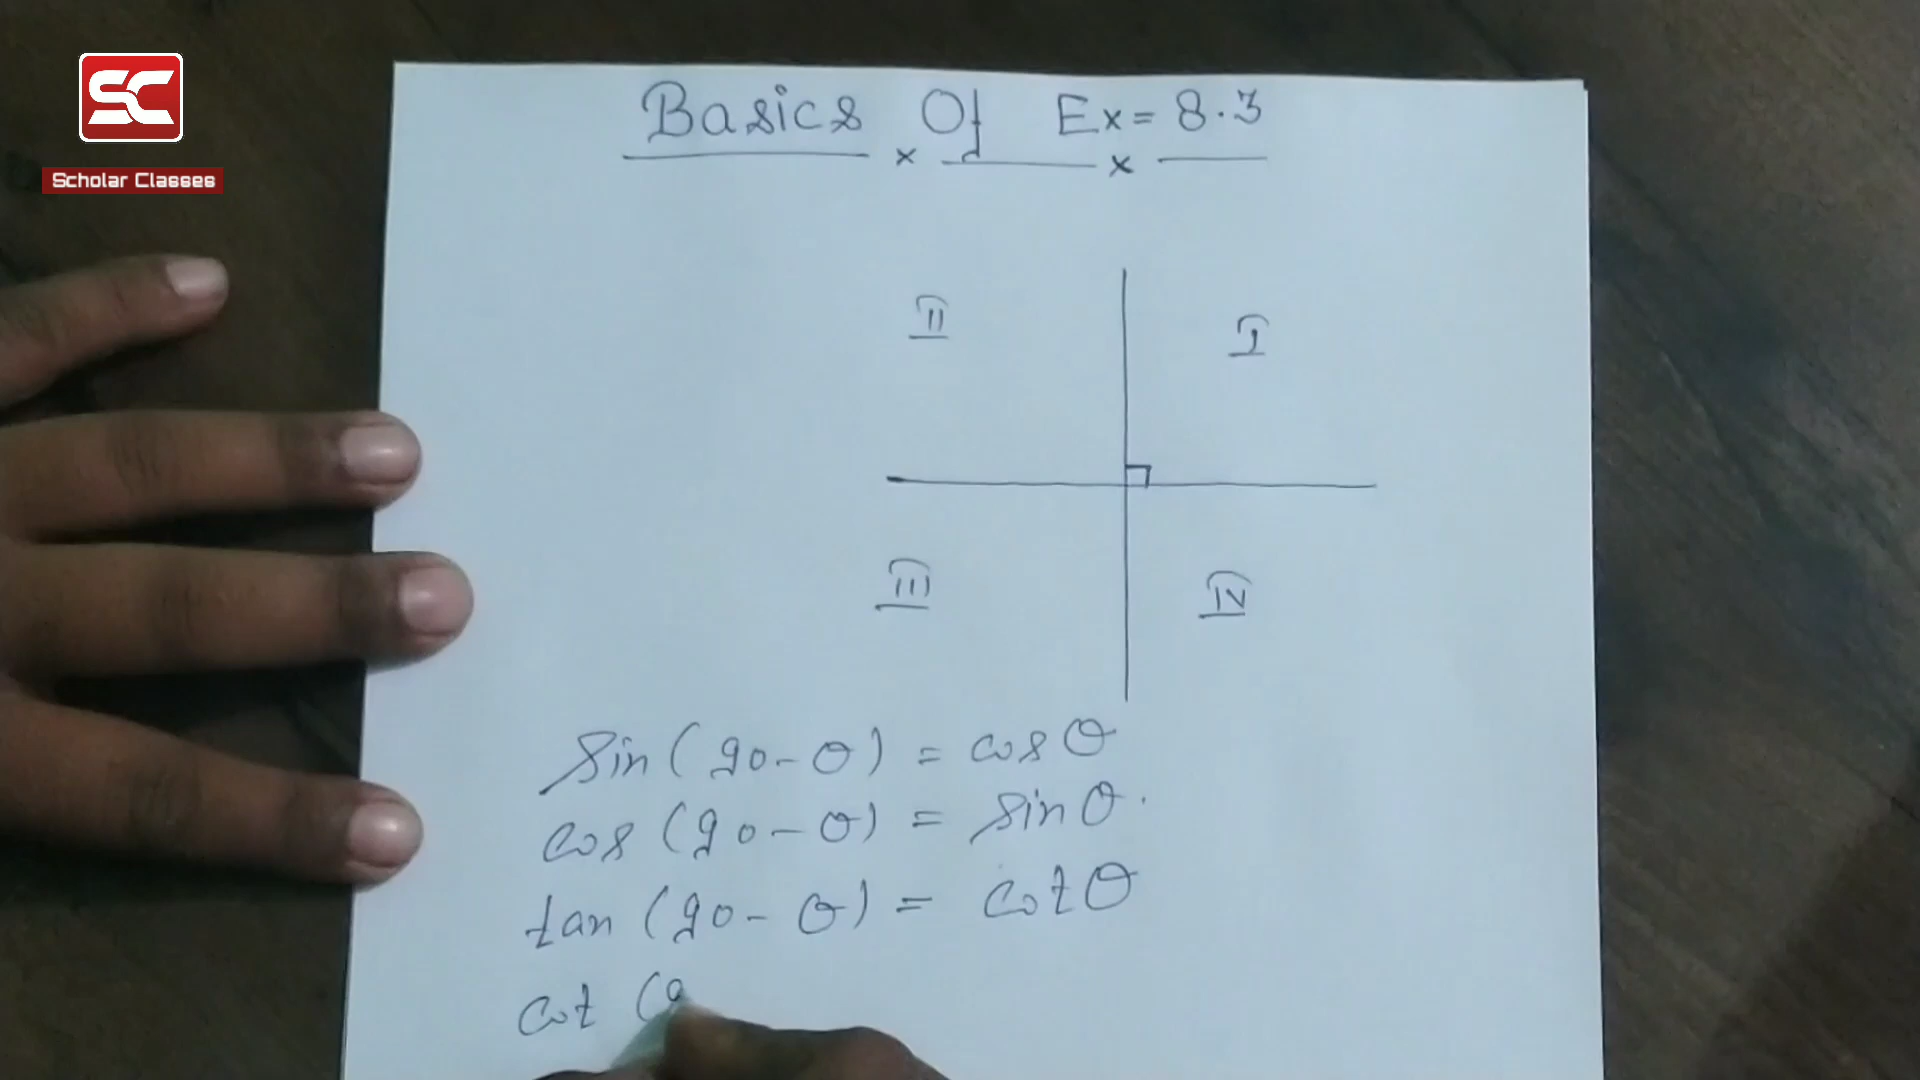 SC
Scholar Classes
Basics Of Ex = 8.3
II
I
III
IV
sin (90 - θ) = cos θ
cos (90 - θ) = sin θ.
tan (90 - θ) = cot θ
cot (9